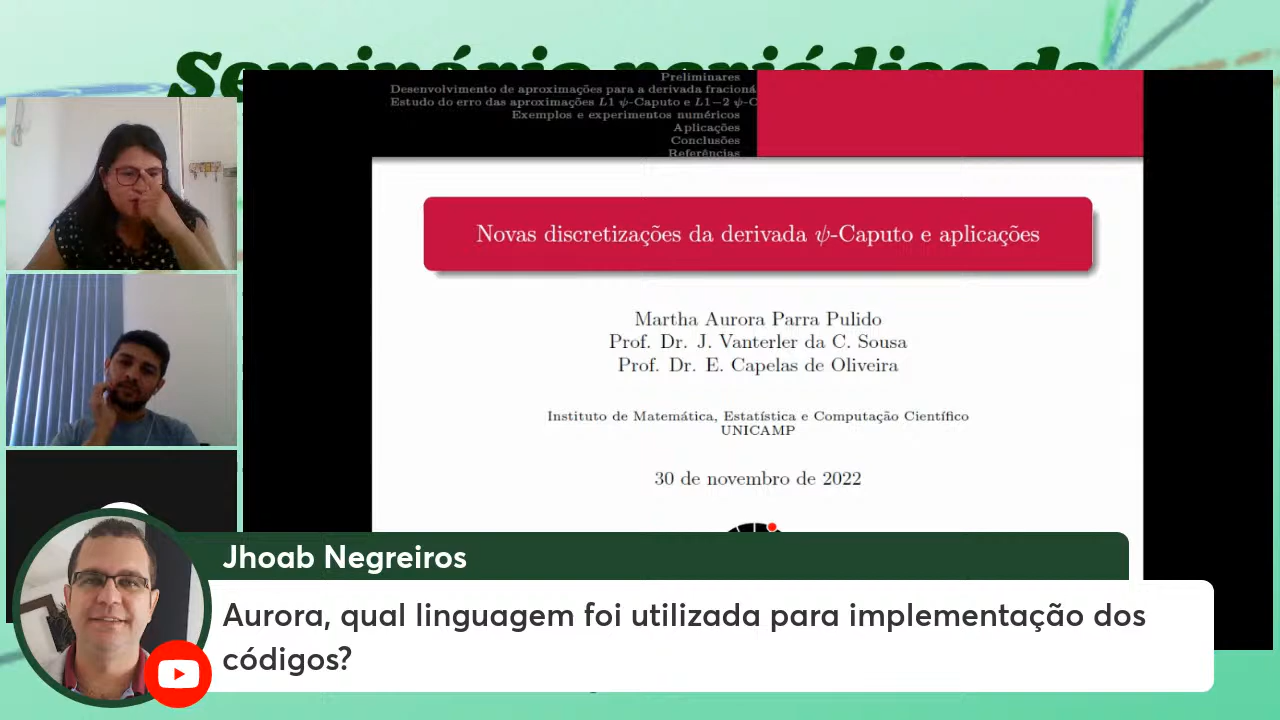 Seminário periódico de
Preliminares
Desenvolvimento de aproximações para a derivada fracioná
Estudo do erro das aproximações L1 ψ-Caputo e L1−2 ψ-C
Exemplos e experimentos numéricos
Aplicações
Conclusões
Referências
Novas discretizações da derivada ψ-Caputo e aplicações
Martha Aurora Parra Pulido
Prof. Dr. J. Vanterler da C. Sousa
Prof. Dr. E. Capelas de Oliveira
Instituto de Matemática, Estatística e Computação Científico
UNICAMP
30 de novembro de 2022
Jhoab Negreiros
Aurora, qual linguagem foi utilizada para implementação dos
códigos?